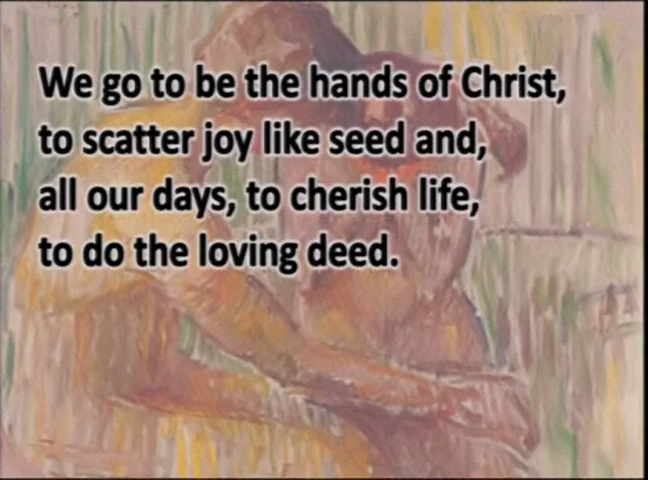 We go to be the hands of Christ,
to scatter joy like seed and,
all our days, to cherish life,
to do the loving deed.